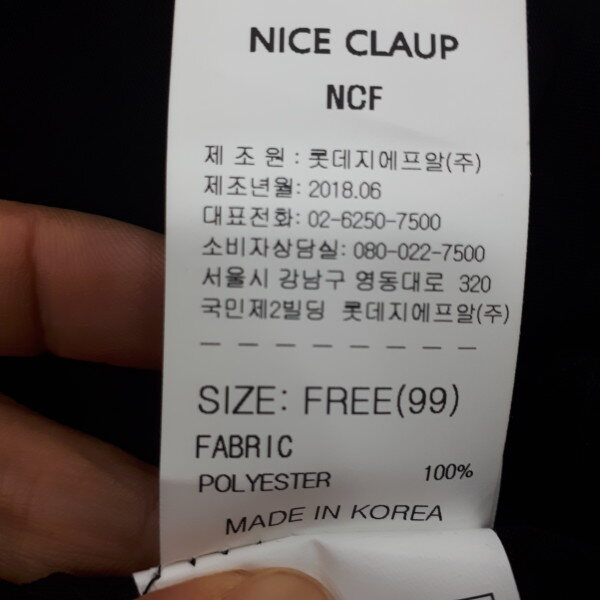 NICE CLAUP
NCF
제 조 원 : 롯데지에프알(주)
제조년월: 2018.06
대표전화: 02-6250-7500
소비자상담실: 080-022-7500
서울시 강남구 영동대로 320
국민제2빌딩 롯데지에프알(주)
SIZE: FREE(99)
FABRIC
POLYESTER 100%
MADE IN KOREA